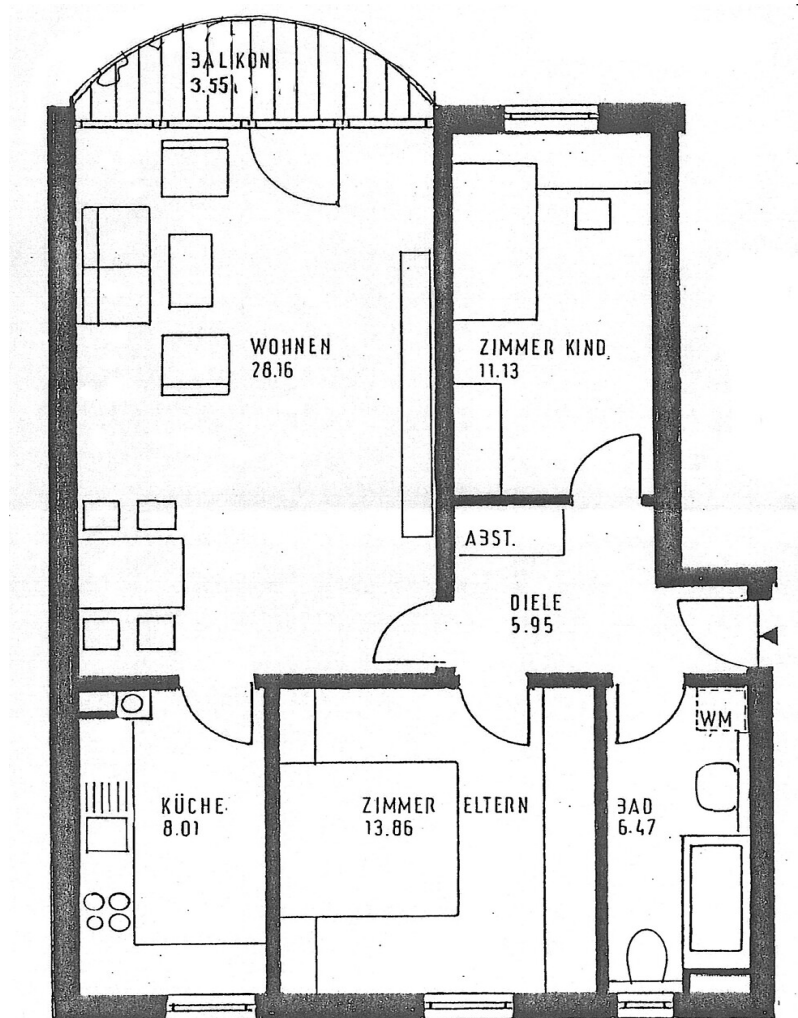 BALKON
3.55
WOHNEN
28.16
ZIMMER KIND
11.13
ABST.
DIELE
5.95
WM
KÜCHE
8.01
ZIMMER ELTERN
13.86
BAD
6.47